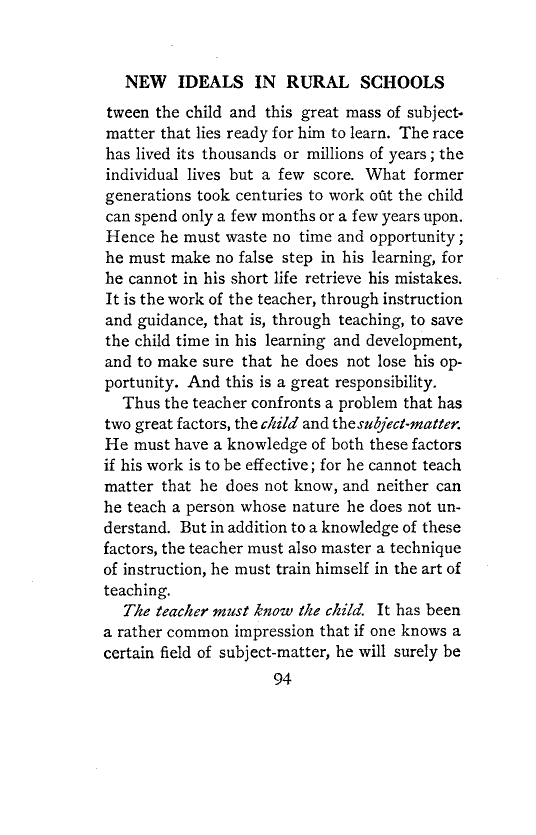 NEW IDEALS IN RURAL SCHOOLS
tween the child and this great mass of subject-
matter that lies ready for him to learn. The race
has lived its thousands or millions of years; the
individual lives but a few score. What former
generations took centuries to work oût the child
can spend only a few months or a few years upon.
Hence he must waste no time and opportunity;
he must make no false step in his learning, for
he cannot in his short life retrieve his mistakes.
It is the work of the teacher, through instruction
and guidance, that is, through teaching, to save
the child time in his learning and development,
and to make sure that he does not lose his op-
portunity. And this is a great responsibility.
Thus the teacher confronts a problem that has
two great factors, the child and the subject-matter.
He must have a knowledge of both these factors
if his work is to be effective; for he cannot teach
matter that he does not know, and neither can
he teach a person whose nature he does not un-
derstand. But in addition to a knowledge of these
factors, the teacher must also master a technique
of instruction, he must train himself in the art of
teaching.
The teacher must know the child. It has been
a rather common impression that if one knows a
certain field of subject-matter, he will surely be
94